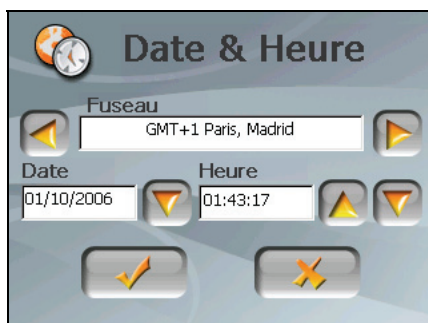 Date & Heure
Fuseau
GMT+1 Paris, Madrid
Date Heure
01/10/2006 01:43:17